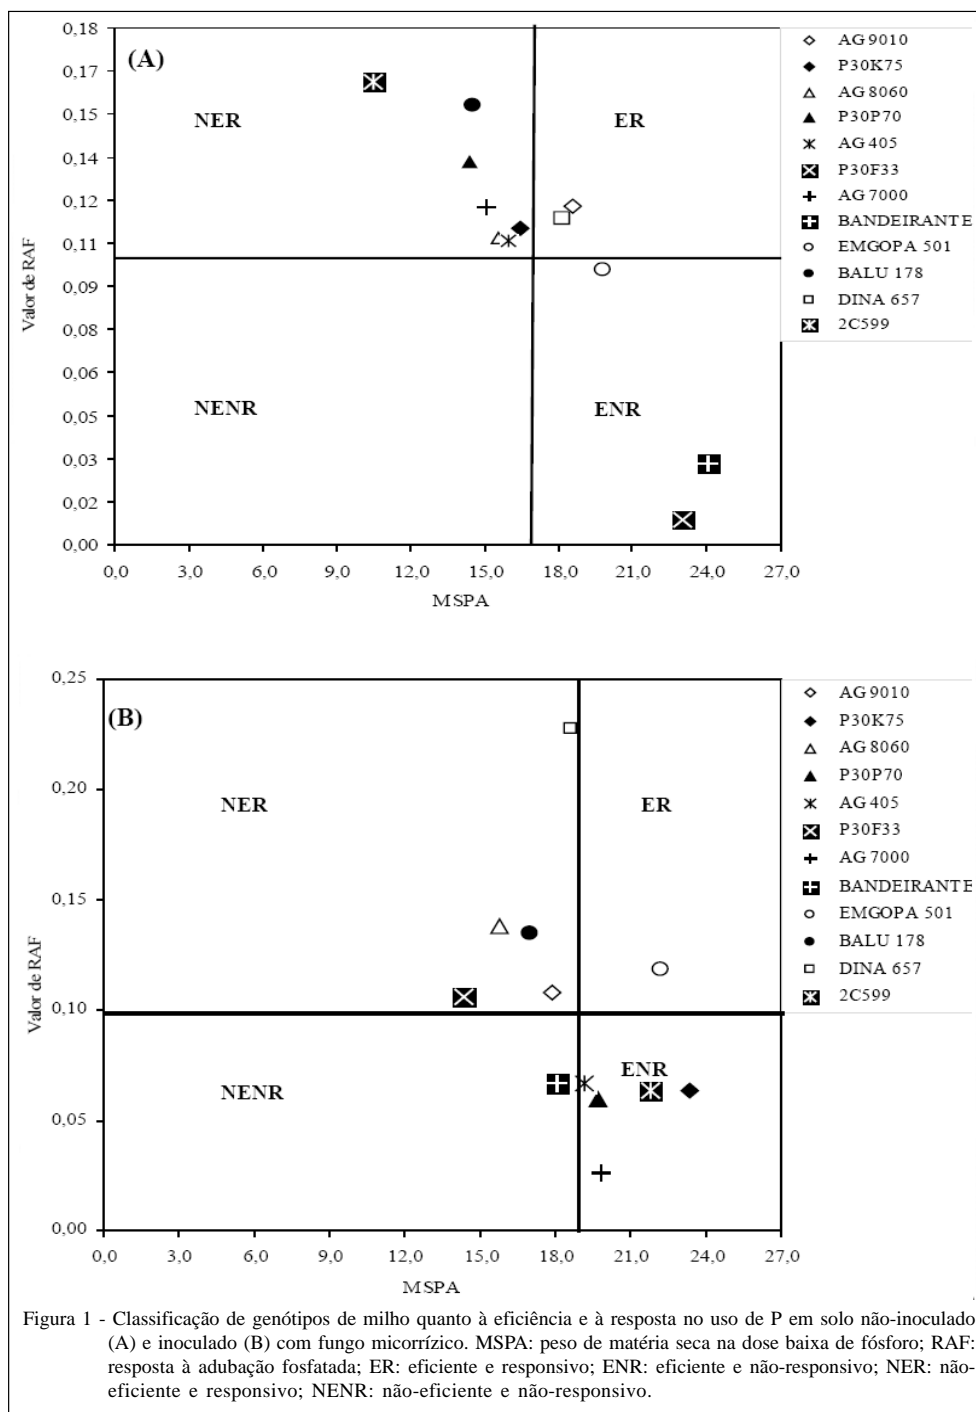 0,18
(A)
0,17
0,15
0,14
0,12
0,11
0,09
0,08
0,06
0,05
0,03
0,02
0,00
Valor de RAF
NER
ER
NENR
ENR
0,0 3,0 6,0 9,0 12,0 15,0 18,0 21,0 24,0 27,0
MSPA
AG 9010
P30K75
AG 8060
P30P70
AG 405
P30F33
AG 7000
BANDEIRANTE
EMGOPA 501
BALU 178
DINA 657
2C599
0,25
(B)
0,20
0,15
0,10
0,05
0,00
Valor de RAF
NER
ER
NENR
ENR
0,0 3,0 6,0 9,0 12,0 15,0 18,0 21,0 24,0 27,0
MSPA
AG 9010
P30K75
AG 8060
P30P70
AG 405
P30F33
AG 7000
BANDEIRANTE
EMGOPA 501
BALU 178
DINA 657
2C599
Figura 1 - Classificação de genótipos de milho quanto à eficiência e à resposta no uso de P em solo não-inoculado
(A) e inoculado (B) com fungo micorrízico. MSPA: peso de matéria seca na dose baixa de fósforo; RAF:
resposta à adubação fosfatada; ER: eficiente e responsivo; ENR: eficiente e não-responsivo; NER: não-
eficiente e responsivo; NENR: não-eficiente e não-responsivo.